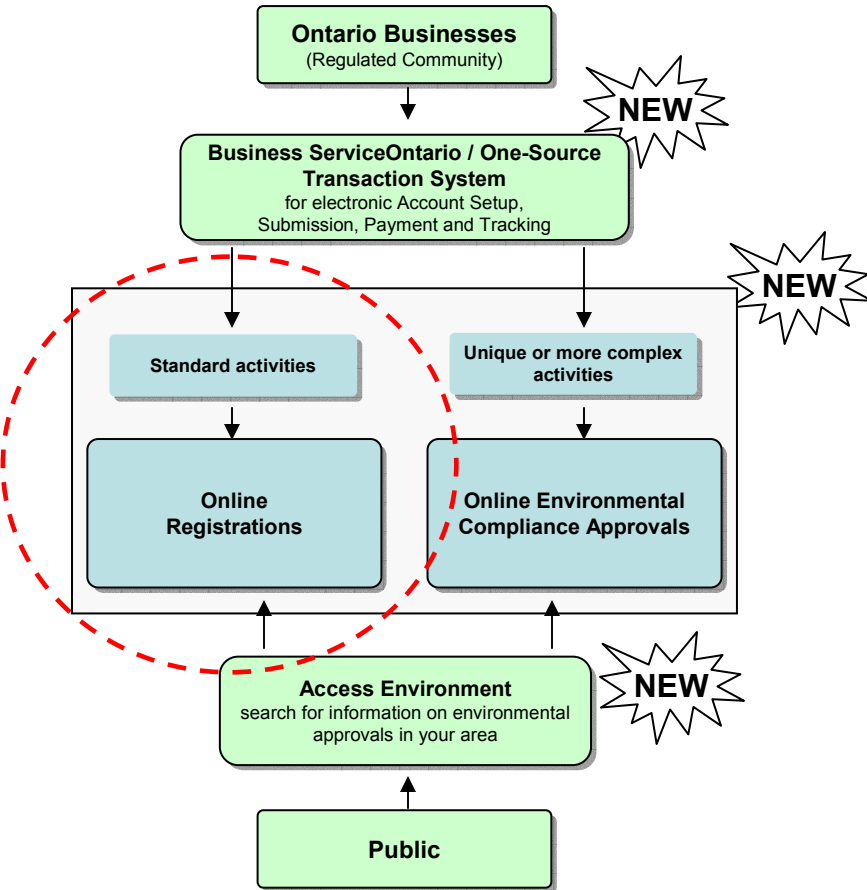 Ontario Businesses
(Regulated Community)
NEW
Business ServiceOntario / One-Source
Transaction System
for electronic Account Setup,
Submission, Payment and Tracking
NEW
Standard activities
Unique or more complex
activities
Online
Registrations
Online Environmental
Compliance Approvals
Access Environment
search for information on environmental
approvals in your area
NEW
Public